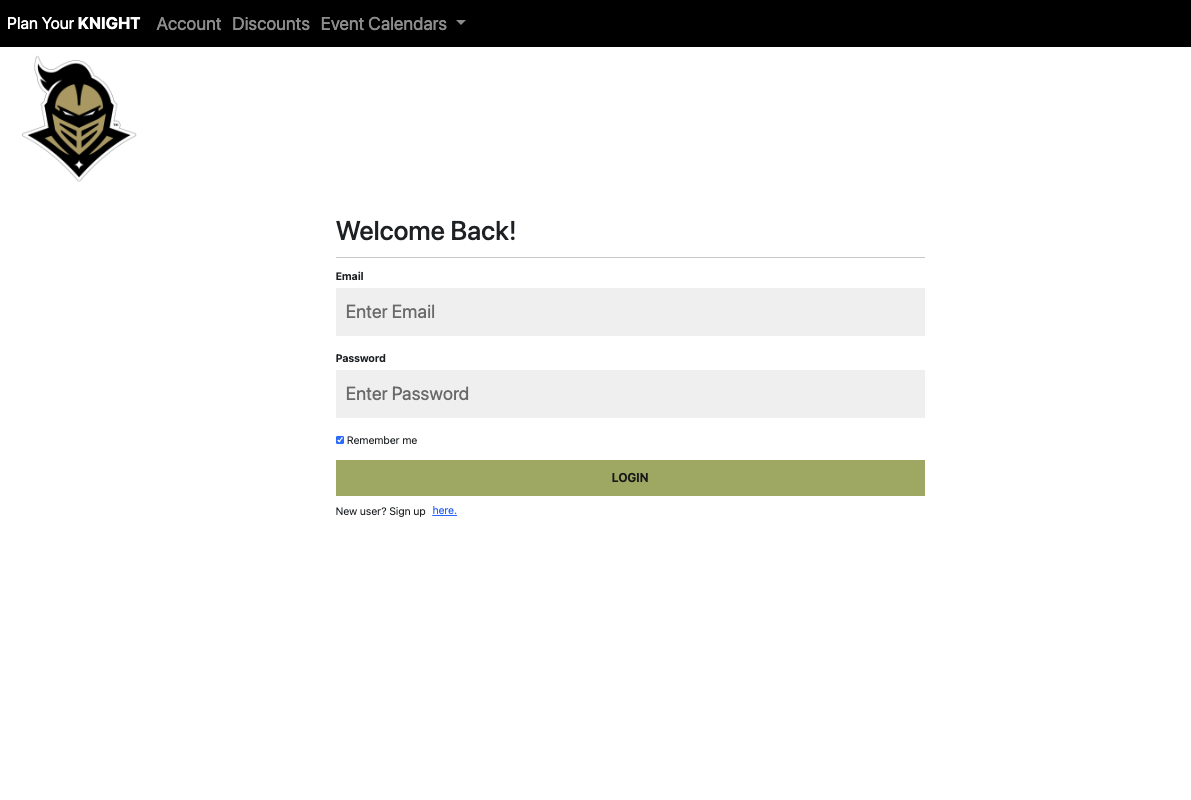 Plan Your KNIGHT Account Discounts Event Calendars
Welcome Back!
Email
Enter Email
Password
Enter Password
Remember me
LOGIN
New user? Sign up here.